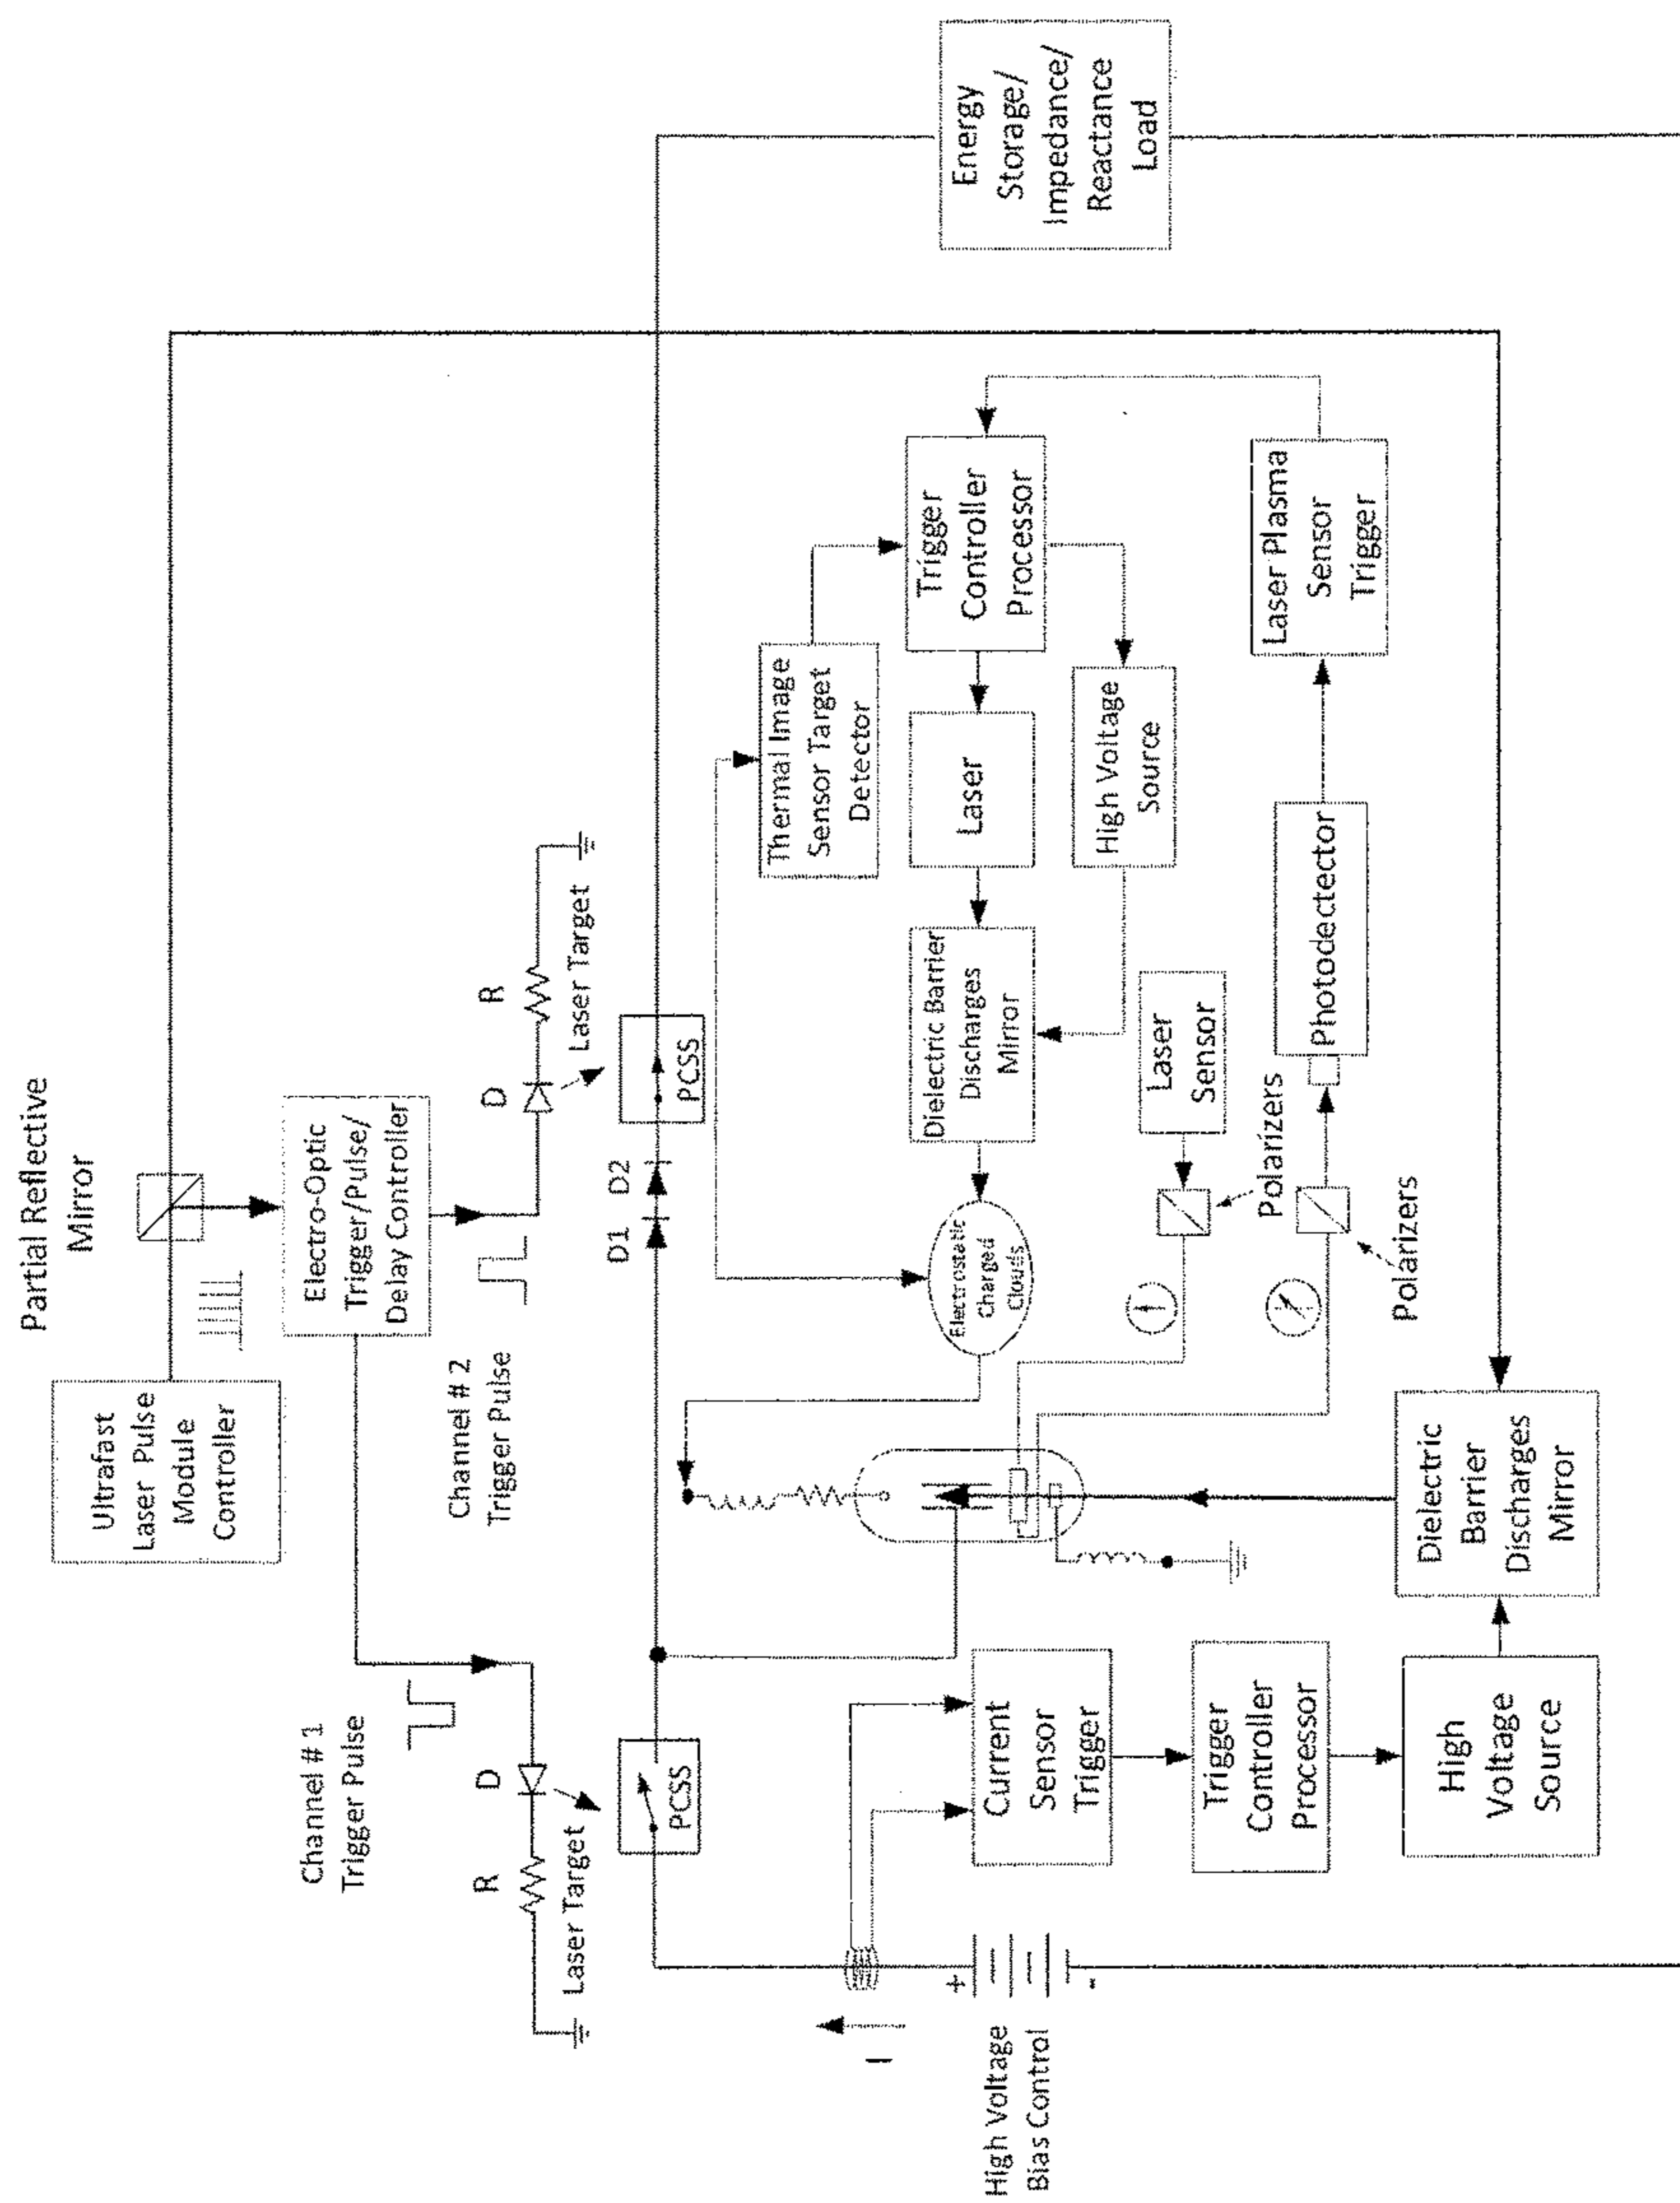 Partial Reflective
Mirror
Ultrafast
Laser Pulse
Module
Controller
Electro-Optic
Trigger/Pulse/
Delay Controller
Channel # 1
Trigger Pulse
Channel # 2
Trigger Pulse
R
D
Laser Target
D
R
Laser Target
PCSS
D1
D2
PCSS
Energy
Storage/
Impedance/
Reactance
Load
Thermal Image
Sensor Target
Detector
Trigger
Controller
Processor
Laser
Dielectric Barrier
Discharges
Mirror
High Voltage
Source
Electrostatic
Charged
Clouds
Laser
Sensor
Polarizers
Polarizers
Photodectector
Laser Plasma
Sensor
Trigger
I
+
-
High Voltage
Bias Control
Current
Sensor
Trigger
Trigger
Controller
Processor
High
Voltage
Source
Dielectric
Barrier
Discharges
Mirror